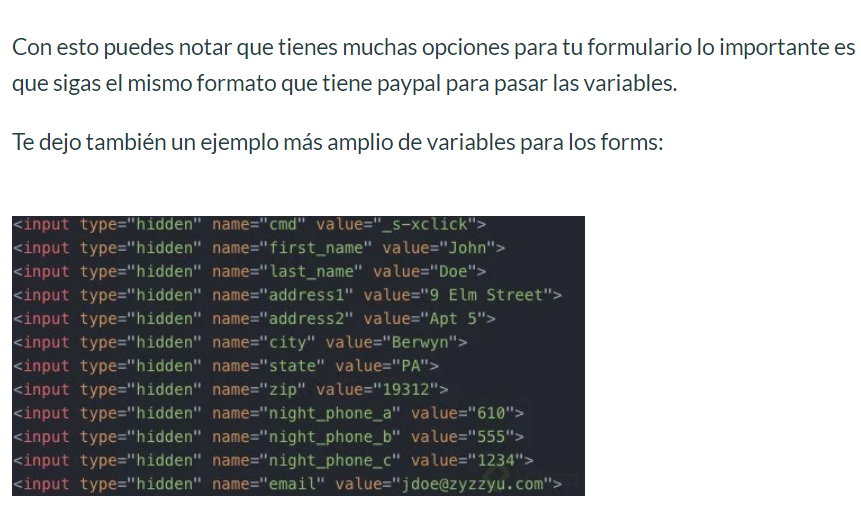 Con esto puedes notar que tienes muchas opciones para tu formulario lo importante es
que sigas el mismo formato que tiene paypal para pasar las variables.
Te dejo también un ejemplo más amplio de variables para los forms:
<input type="hidden" name="cmd" value="_s-xclick">
<input type="hidden" name="first_name" value="John">
<input type="hidden" name="last_name" value="Doe">
<input type="hidden" name="address1" value="9 Elm Street">
<input type="hidden" name="address2" value="Apt 5">
<input type="hidden" name="city" value="Berwyn">
<input type="hidden" name="state" value="PA">
<input type="hidden" name="zip" value="19312">
<input type="hidden" name="night_phone_a" value="610">
<input type="hidden" name="night_phone_b" value="555">
<input type="hidden" name="night_phone_c" value="1234">
<input type="hidden" name="email" value="jdoe@zyzzyu.com">